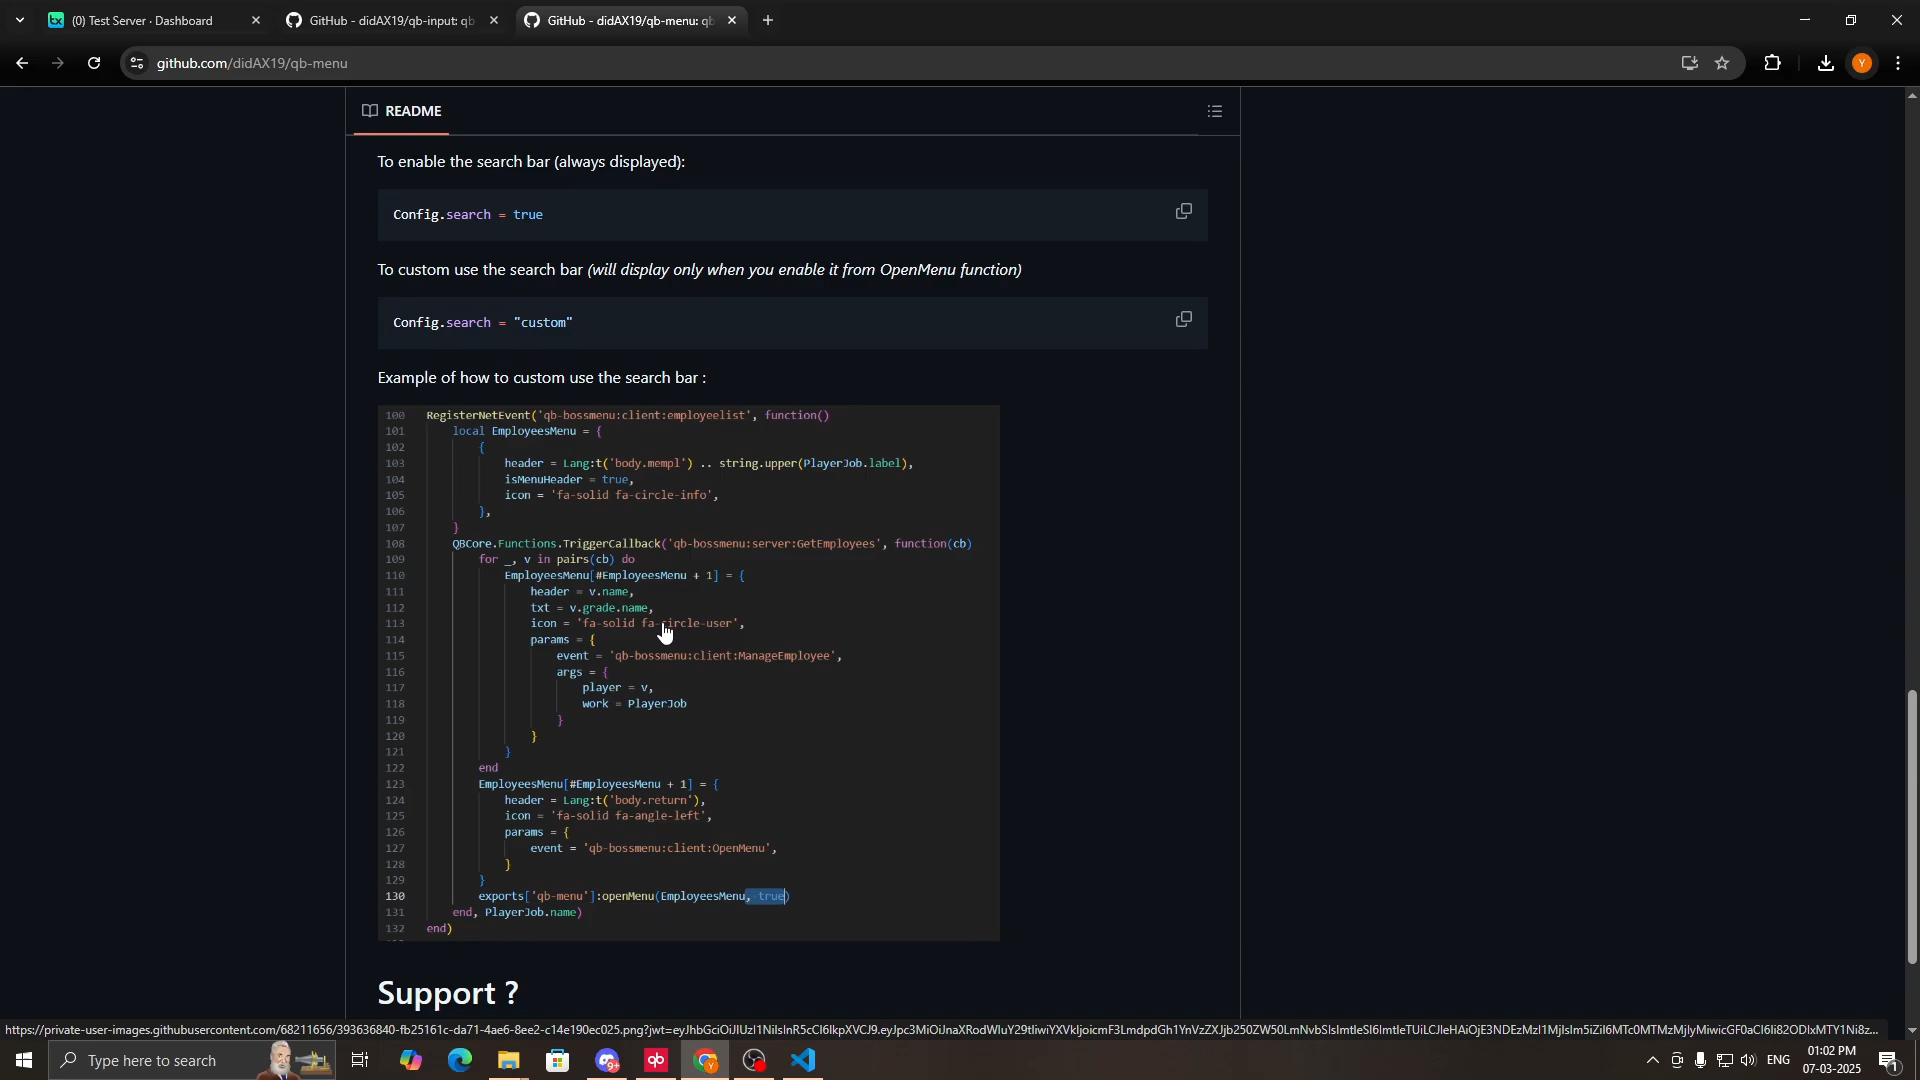 (0) Test Server · Dashboard
GitHub - didAX19/qb-input: qb
GitHub - didAX19/qb-menu: qb
github.com/didAX19/qb-menu
Y
README
To enable the search bar (always displayed):
Config.search = true
To custom use the search bar (will display only when you enable it from OpenMenu function)
Config.search = "custom"
Example of how to custom use the search bar :
100 RegisterNetEvent('qb-bossmenu:client:employeelist', function()
101 local EmployeesMenu = {
102 {
103 header = Lang:t('body.mempl') .. string.upper(PlayerJob.label),
104 isMenuHeader = true,
105 icon = 'fa-solid fa-circle-info',
106 },
107 }
108 QBCore.Functions.TriggerCallback('qb-bossmenu:server:GetEmployees', function(cb)
109 for _, v in pairs(cb) do
110 EmployeesMenu[#EmployeesMenu + 1] = {
111 header = v.name,
112 txt = v.grade.name,
113 icon = 'fa-solid fa-circle-user',
114 params = {
115 event = 'qb-bossmenu:client:ManageEmployee',
116 args = {
117 player = v,
118 work = PlayerJob
119 }
120 }
121 }
122 end
123 EmployeesMenu[#EmployeesMenu + 1] = {
124 header = Lang:t('body.return'),
125 icon = 'fa-solid fa-angle-left',
126 params = {
127 event = 'qb-bossmenu:client:OpenMenu',
128 }
129 }
130 exports['qb-menu']:openMenu(EmployeesMenu, true)
131 end, PlayerJob.name)
132 end)
Support ?
Type here to search
9+
qb
Y
ENG
01:02 PM
07-03-2025
1